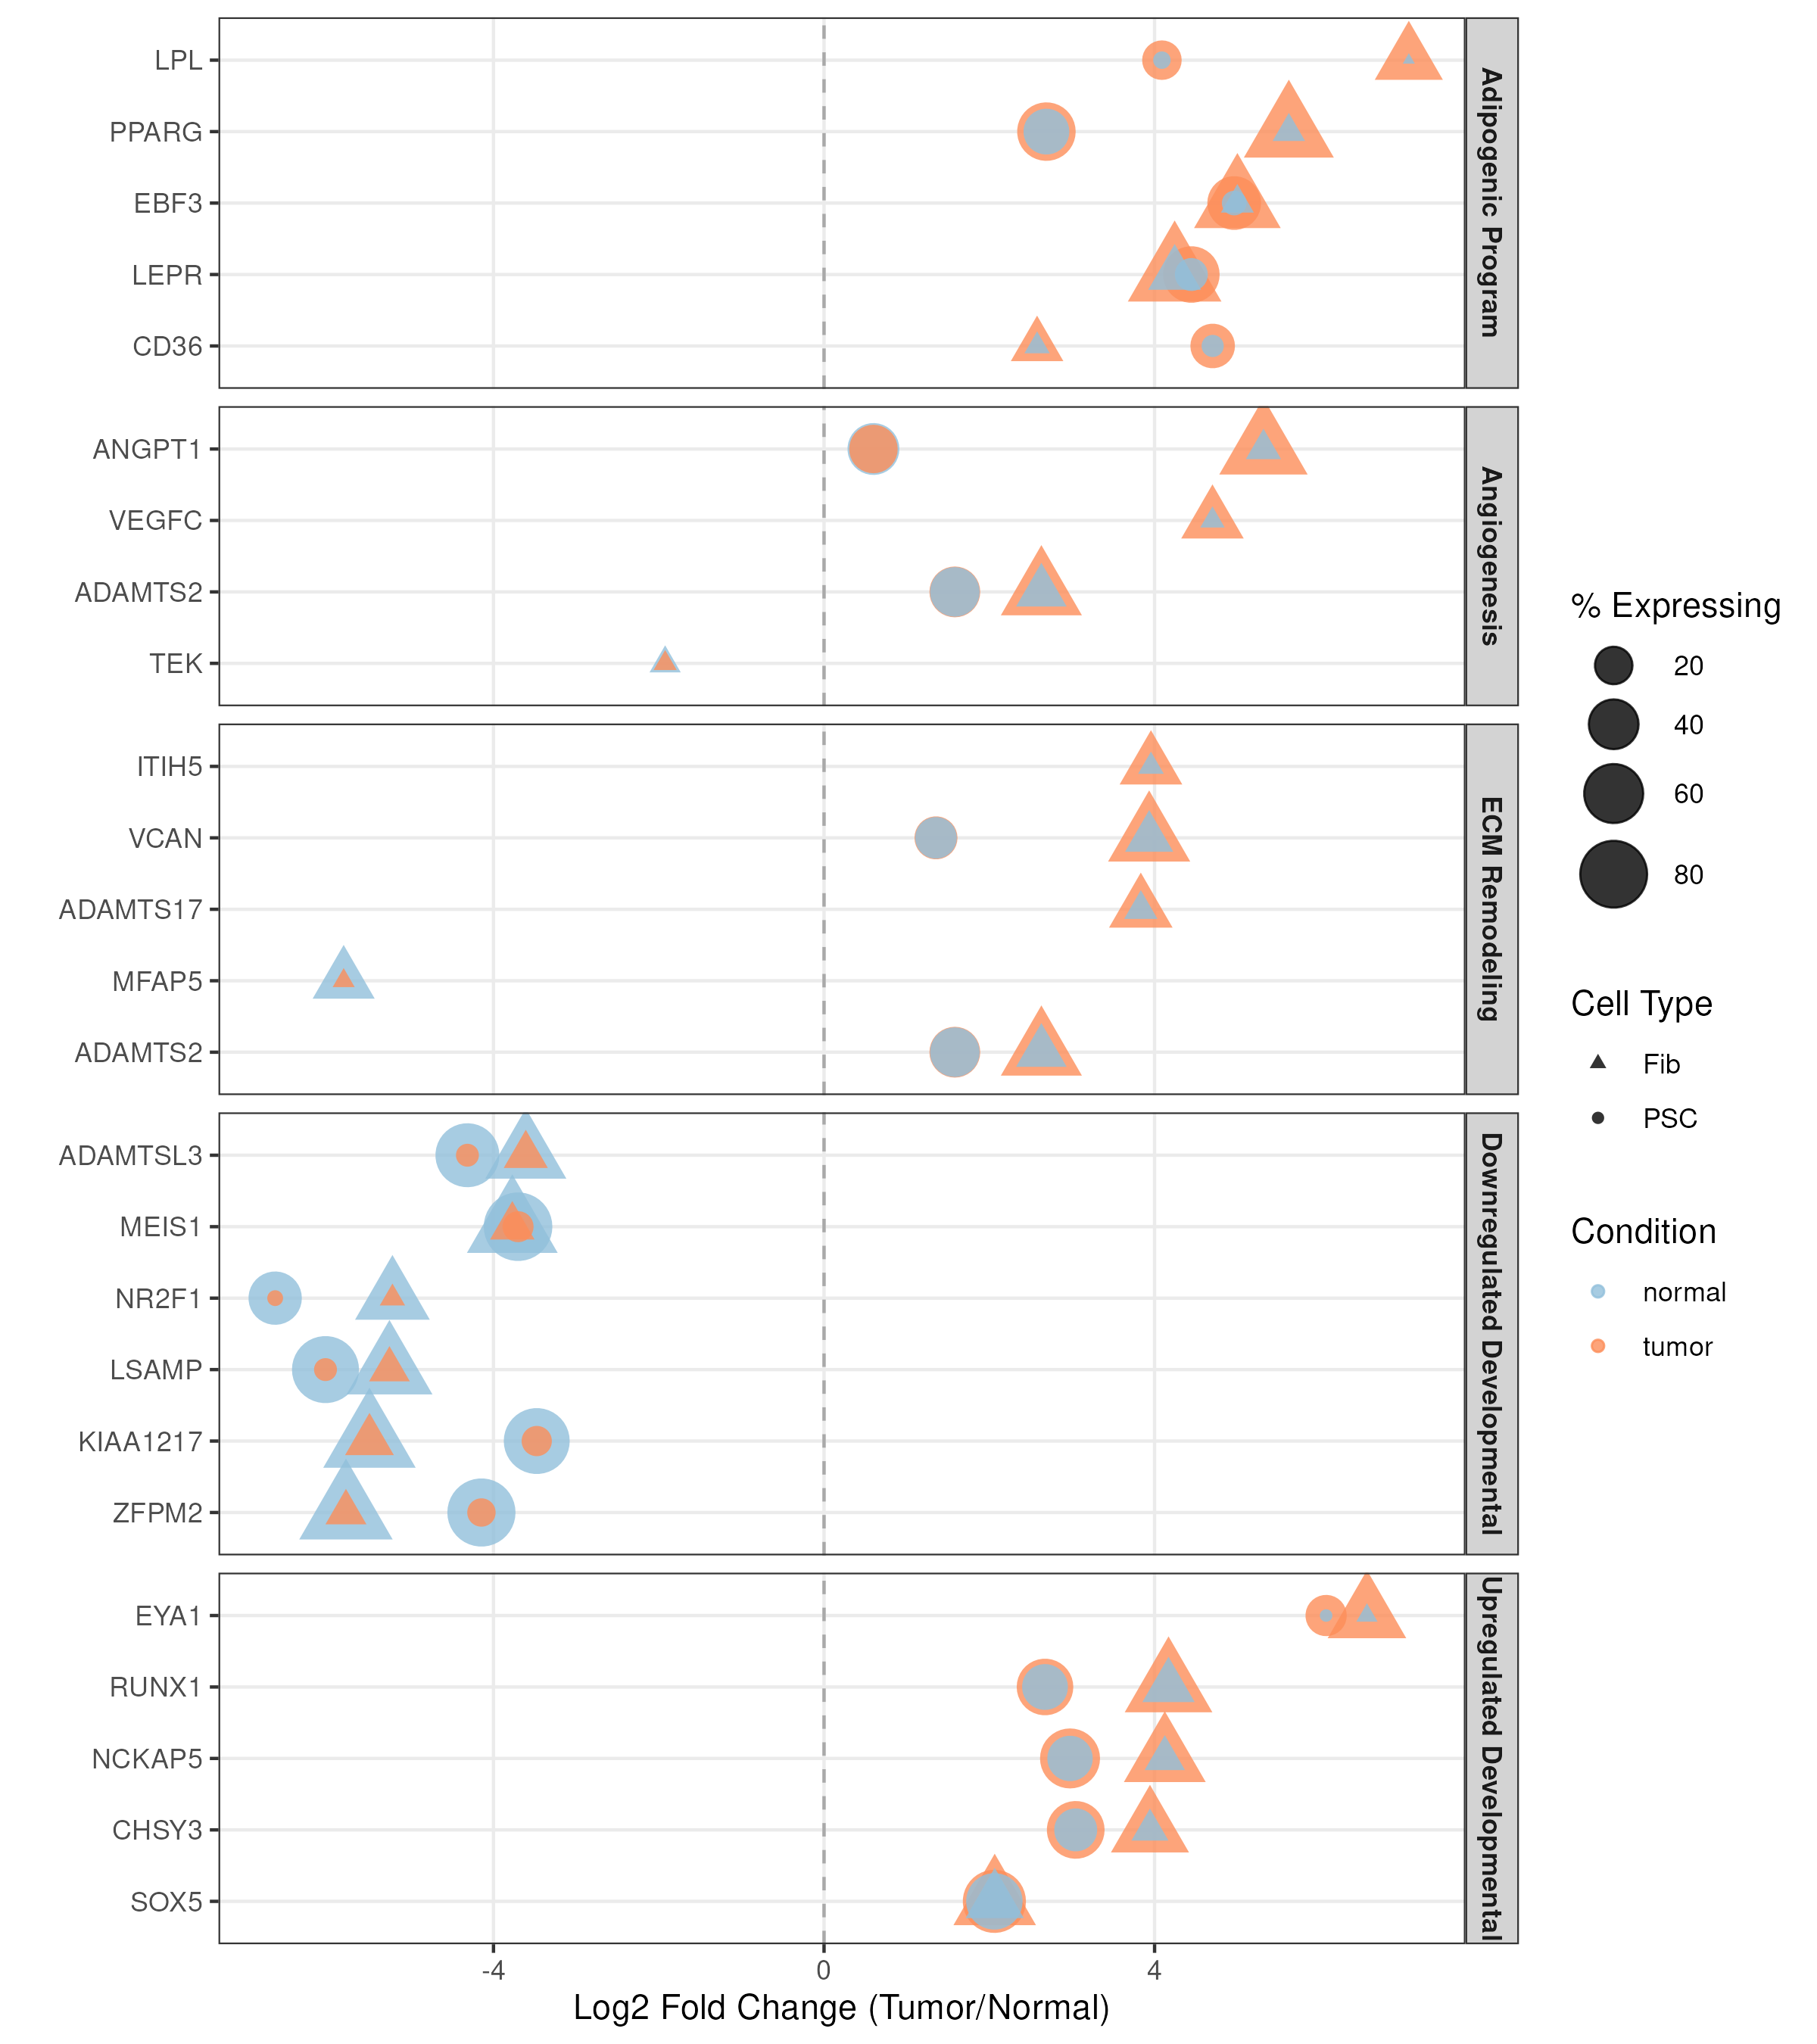 LPL
PPARG
EBF3
LEPR
CD36
Adipogenic Program
ANGPT1
VEGFC
ADAMTS2
TEK
Angiogenesis
ITIH5
VCAN
ADAMTS17
MFAP5
ADAMTS2
ECM Remodeling
ADAMTSL3
MEIS1
NR2F1
LSAMP
KIAA1217
ZFPM2
Downregulated Developmental
EYA1
RUNX1
NCKAP5
CHSY3
SOX5
Upregulated Developmental
-4
0
4
Log2 Fold Change (Tumor/Normal)
% Expressing
20
40
60
80
Cell Type
Fib
PSC
Condition
normal
tumor